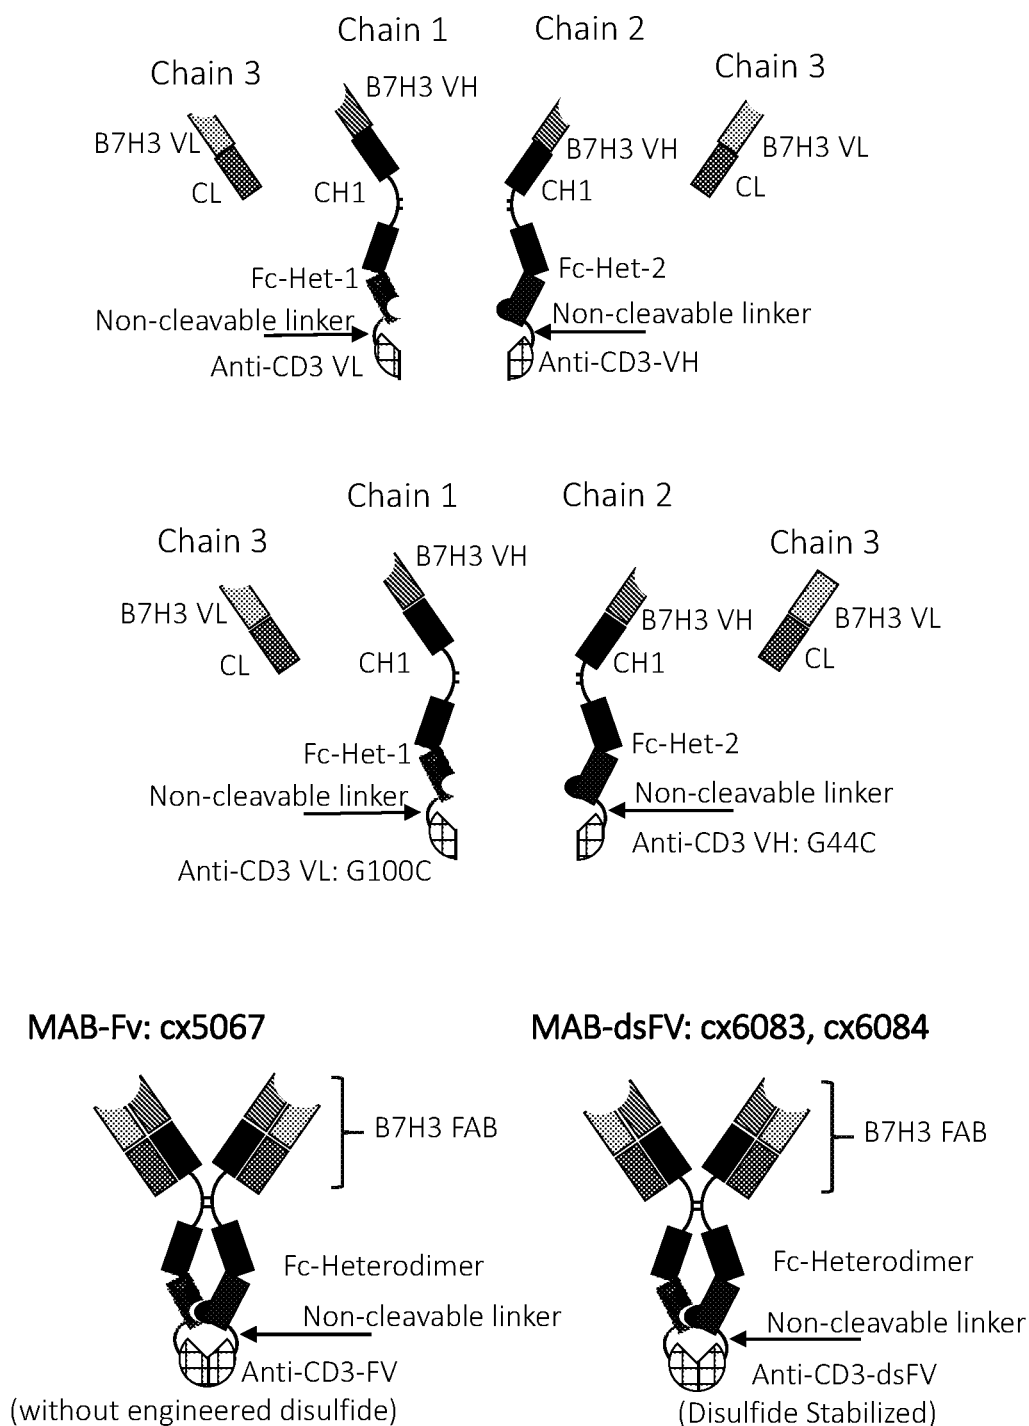 Chain 1
Chain 2
Chain 3
Chain 3
B7H3 VH
B7H3 VL
B7H3 VH
B7H3 VL
CL
CH1
CH1
CL
Fc-Het-1
Fc-Het-2
Non-cleavable linker
Non-cleavable linker
Anti-CD3 VL
Anti-CD3-VH
Chain 1
Chain 2
Chain 3
Chain 3
B7H3 VH
B7H3 VL
B7H3 VH
B7H3 VL
CL
CH1
CH1
CL
Fc-Het-1
Fc-Het-2
Non-cleavable linker
Non-cleavable linker
Anti-CD3 VL: G100C
Anti-CD3 VH: G44C
MAB-Fv: cx5067
B7H3 FAB
Fc-Heterodimer
Non-cleavable linker
Anti-CD3-FV
(without engineered disulfide)
MAB-dsFV: cx6083, cx6084
B7H3 FAB
Fc-Heterodimer
Non-cleavable linker
Anti-CD3-dsFV
(Disulfide Stabilized)